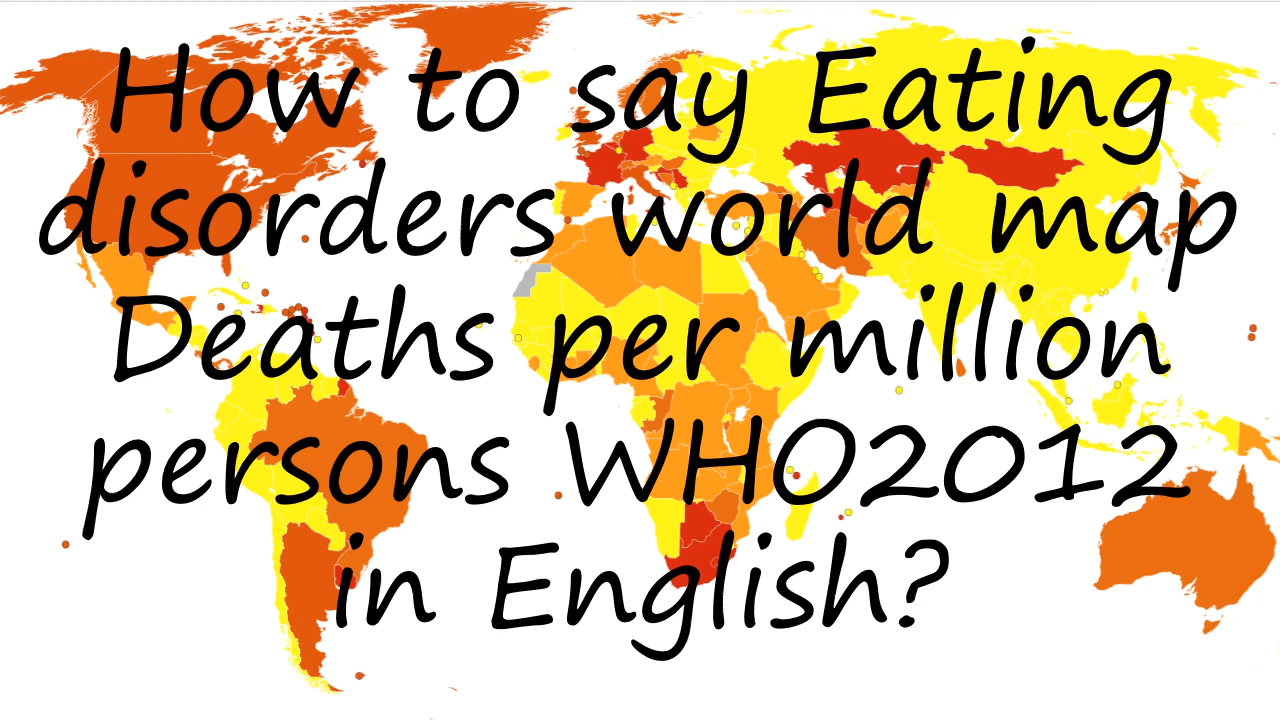 How to say Eating
disorders world map
Deaths per million
persons WHO2012
in English?